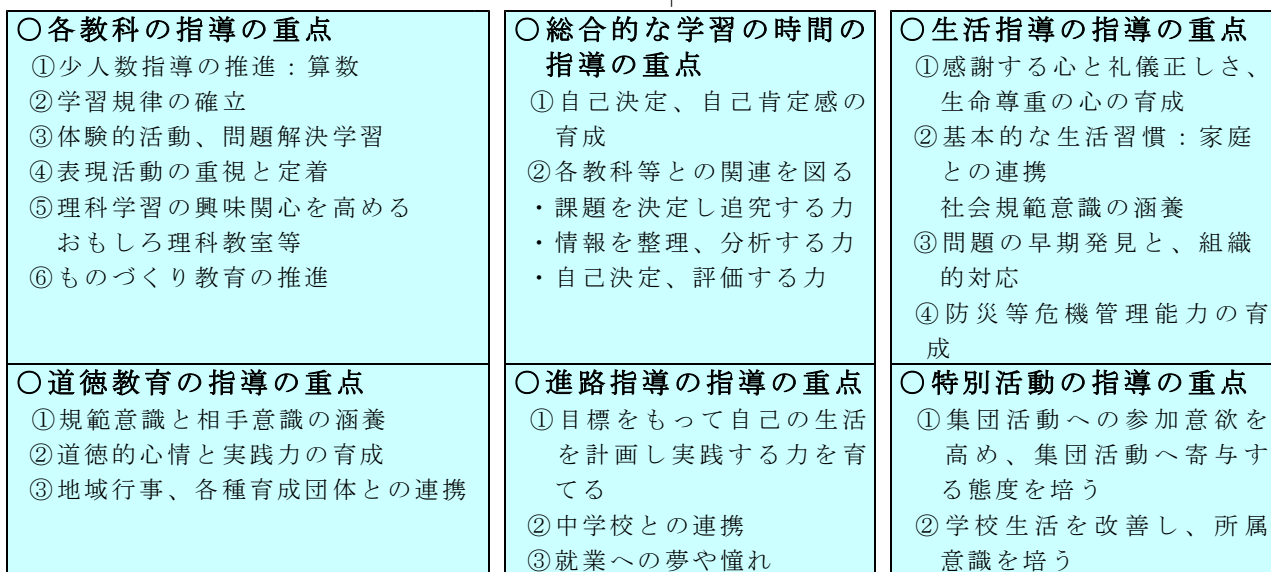 ○各教科の指導の重点
①少人数指導の推進：算数
②学習規律の確立
③体験的活動、問題解決学習
④表現活動の重視と定着
⑤理科学習の興味関心を高める
おもしろ理科教室等
⑥ものづくり教育の推進
○総合的な学習の時間の
指導の重点
①自己決定、自己肯定感の
育成
②各教科等との関連を図る
・課題を決定し追究する力
・情報を整理、分析する力
・自己決定、評価する力
○生活指導の指導の重点
①感謝する心と礼儀正しさ、
生命尊重の心の育成
②基本的な生活習慣：家庭
との連携
社会規範意識の涵養
③問題の早期発見と、組織
的対応
④防災等危機管理能力の育
成
○道徳教育の指導の重点
①規範意識と相手意識の涵養
②道徳的心情と実践力の育成
③地域行事、各種育成団体との連携
○進路指導の指導の重点
①目標をもって自己の生活
を計画し実践する力を育
てる
②中学校との連携
③就業への夢や憧れ
○特別活動の指導の重点
①集団活動への参加意欲を
高め、集団活動へ寄与す
る態度を培う
②学校生活を改善し、所属
意識を培う